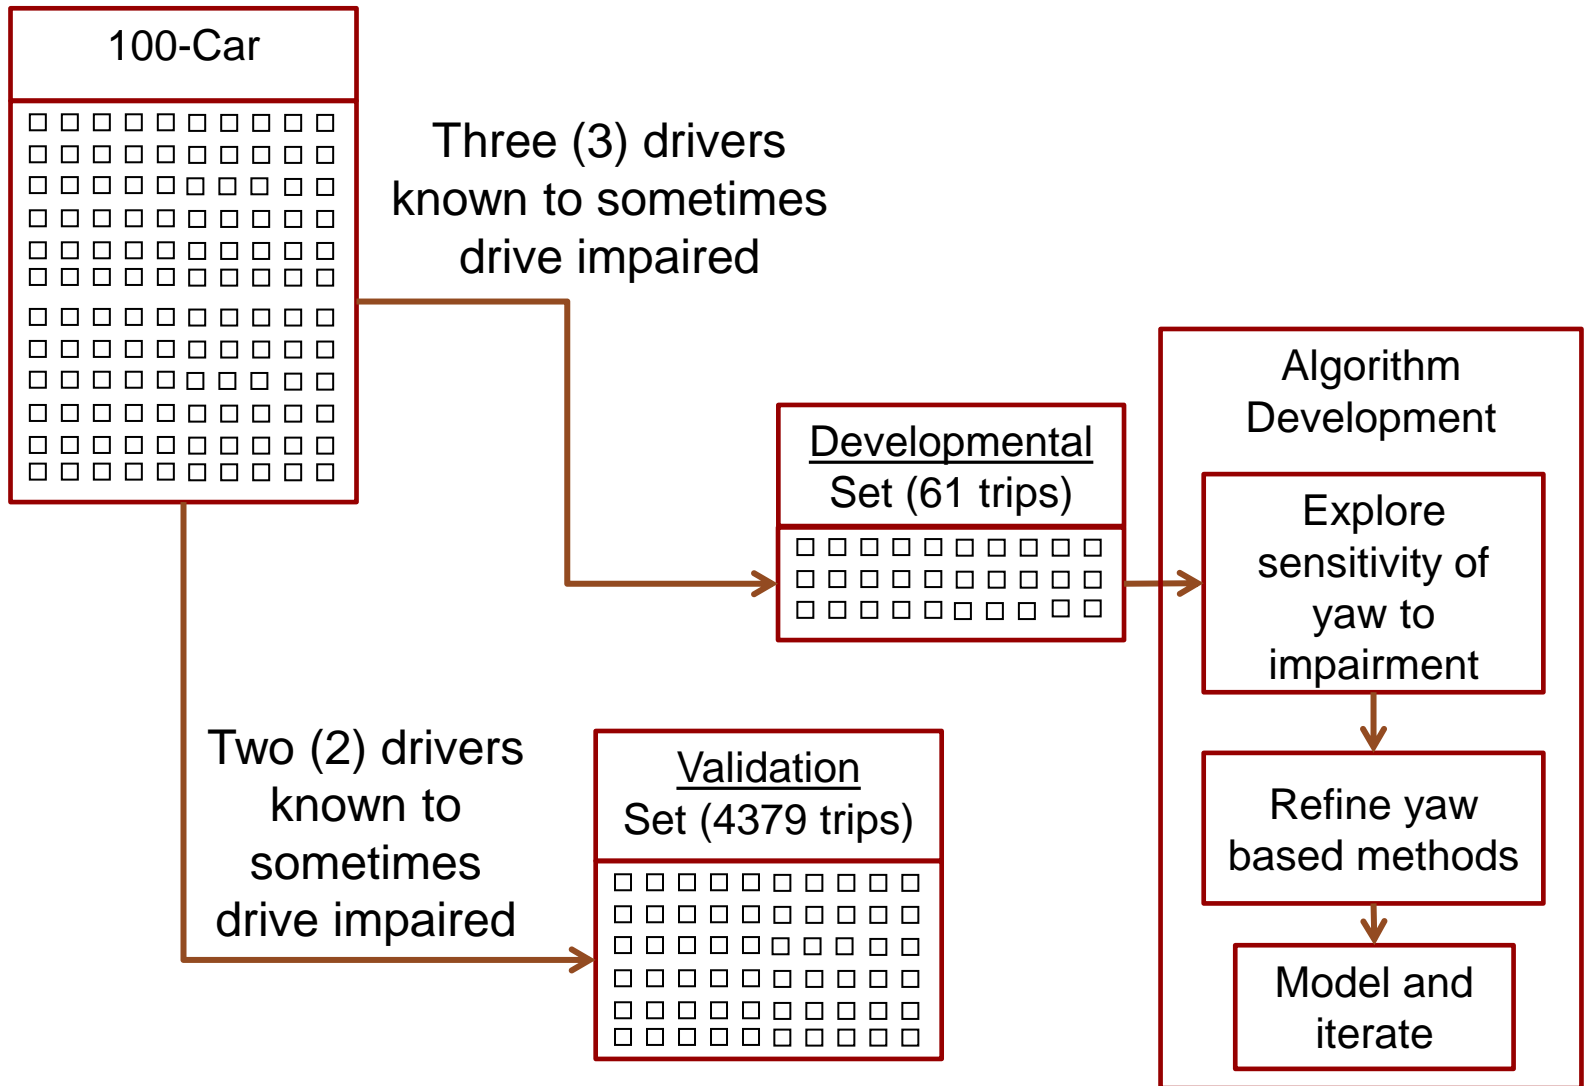 100-Car
Three (3) drivers
known to sometimes
drive impaired
Two (2) drivers
known to
sometimes
drive impaired
Developmental
Set (61 trips)
Validation
Set (4379 trips)
Algorithm
Development
Explore
sensitivity of
yaw to
impairment
Refine yaw
based methods
Model and
iterate